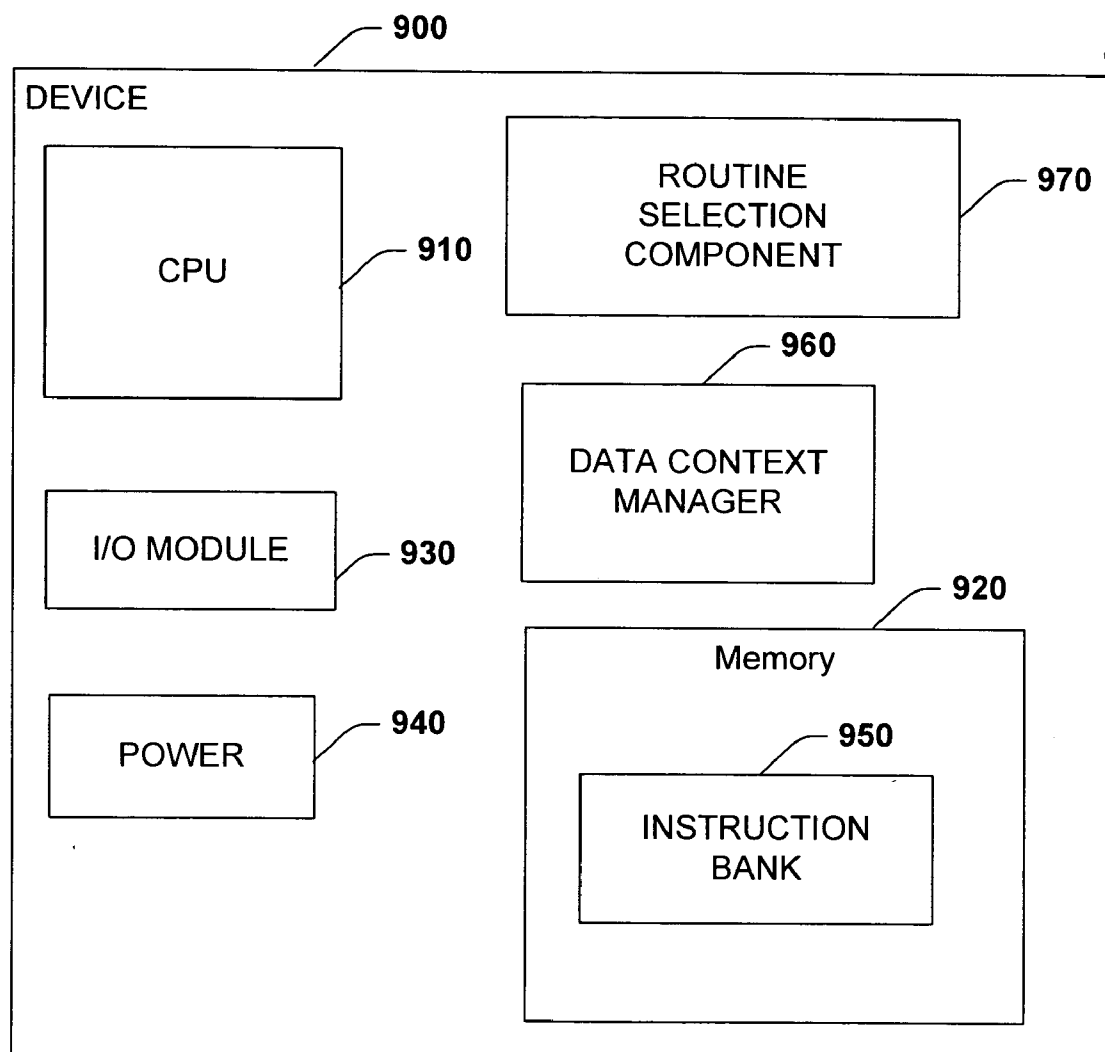 900
DEVICE
CPU
910
ROUTINE
SELECTION
COMPONENT
970
960
DATA CONTEXT
MANAGER
I/O MODULE
930
920
Memory
POWER
940
950
INSTRUCTION
BANK